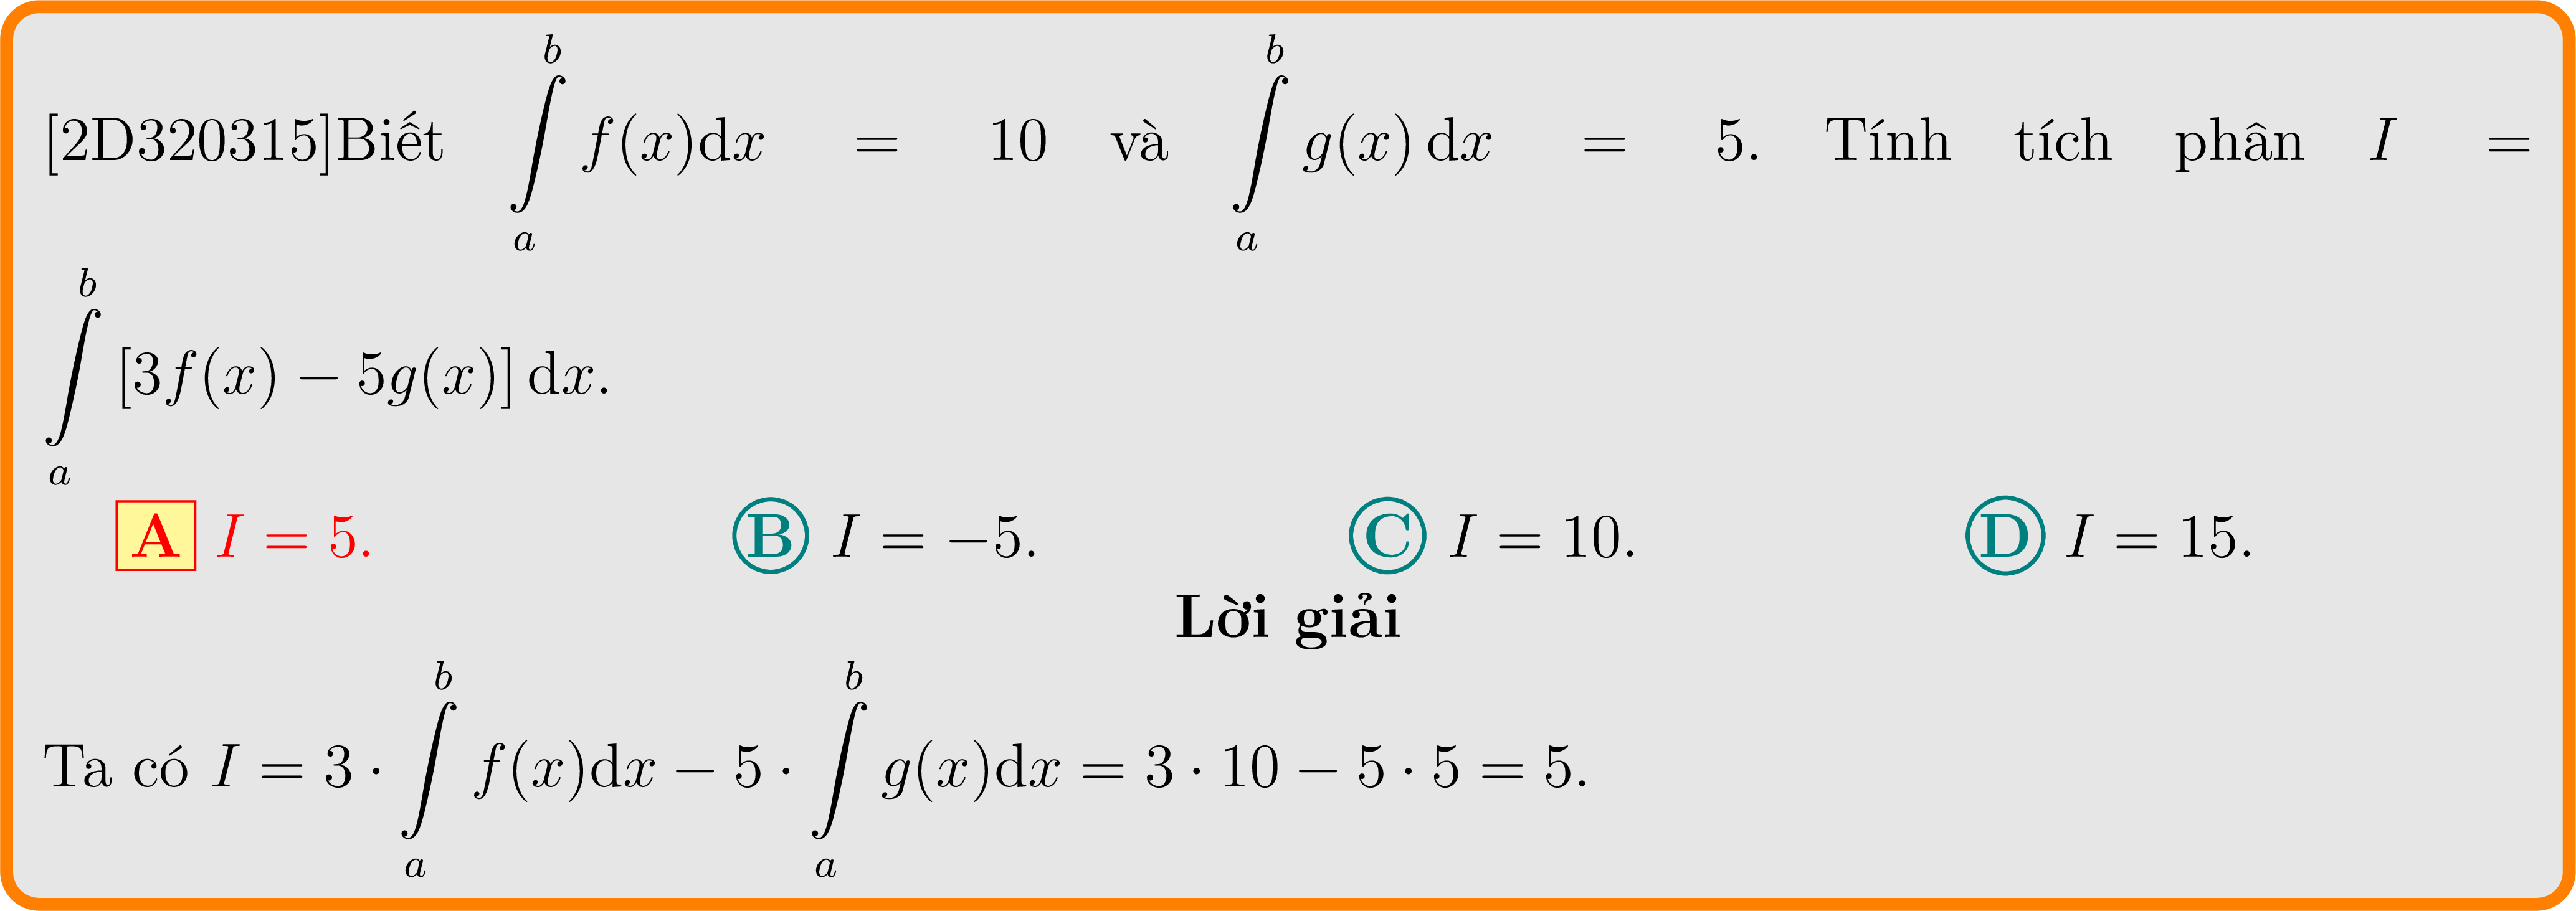 [2D320315]Biết $\int\limits_a^b f(x)\mathrm{d}x = 10$ và $\int\limits_a^b g(x)\,\mathrm{d}x = 5$. Tính tích phân $I =$
$\int\limits_a^b [3f(x) - 5g(x)]\,\mathrm{d}x.$
A $I = 5.$ B $I = -5.$ C $I = 10.$ D $I = 15.$
Lời giải
Ta có $I = 3 \cdot \int\limits_a^b f(x)\mathrm{d}x - 5 \cdot \int\limits_a^b g(x)\mathrm{d}x = 3 \cdot 10 - 5 \cdot 5 = 5.$